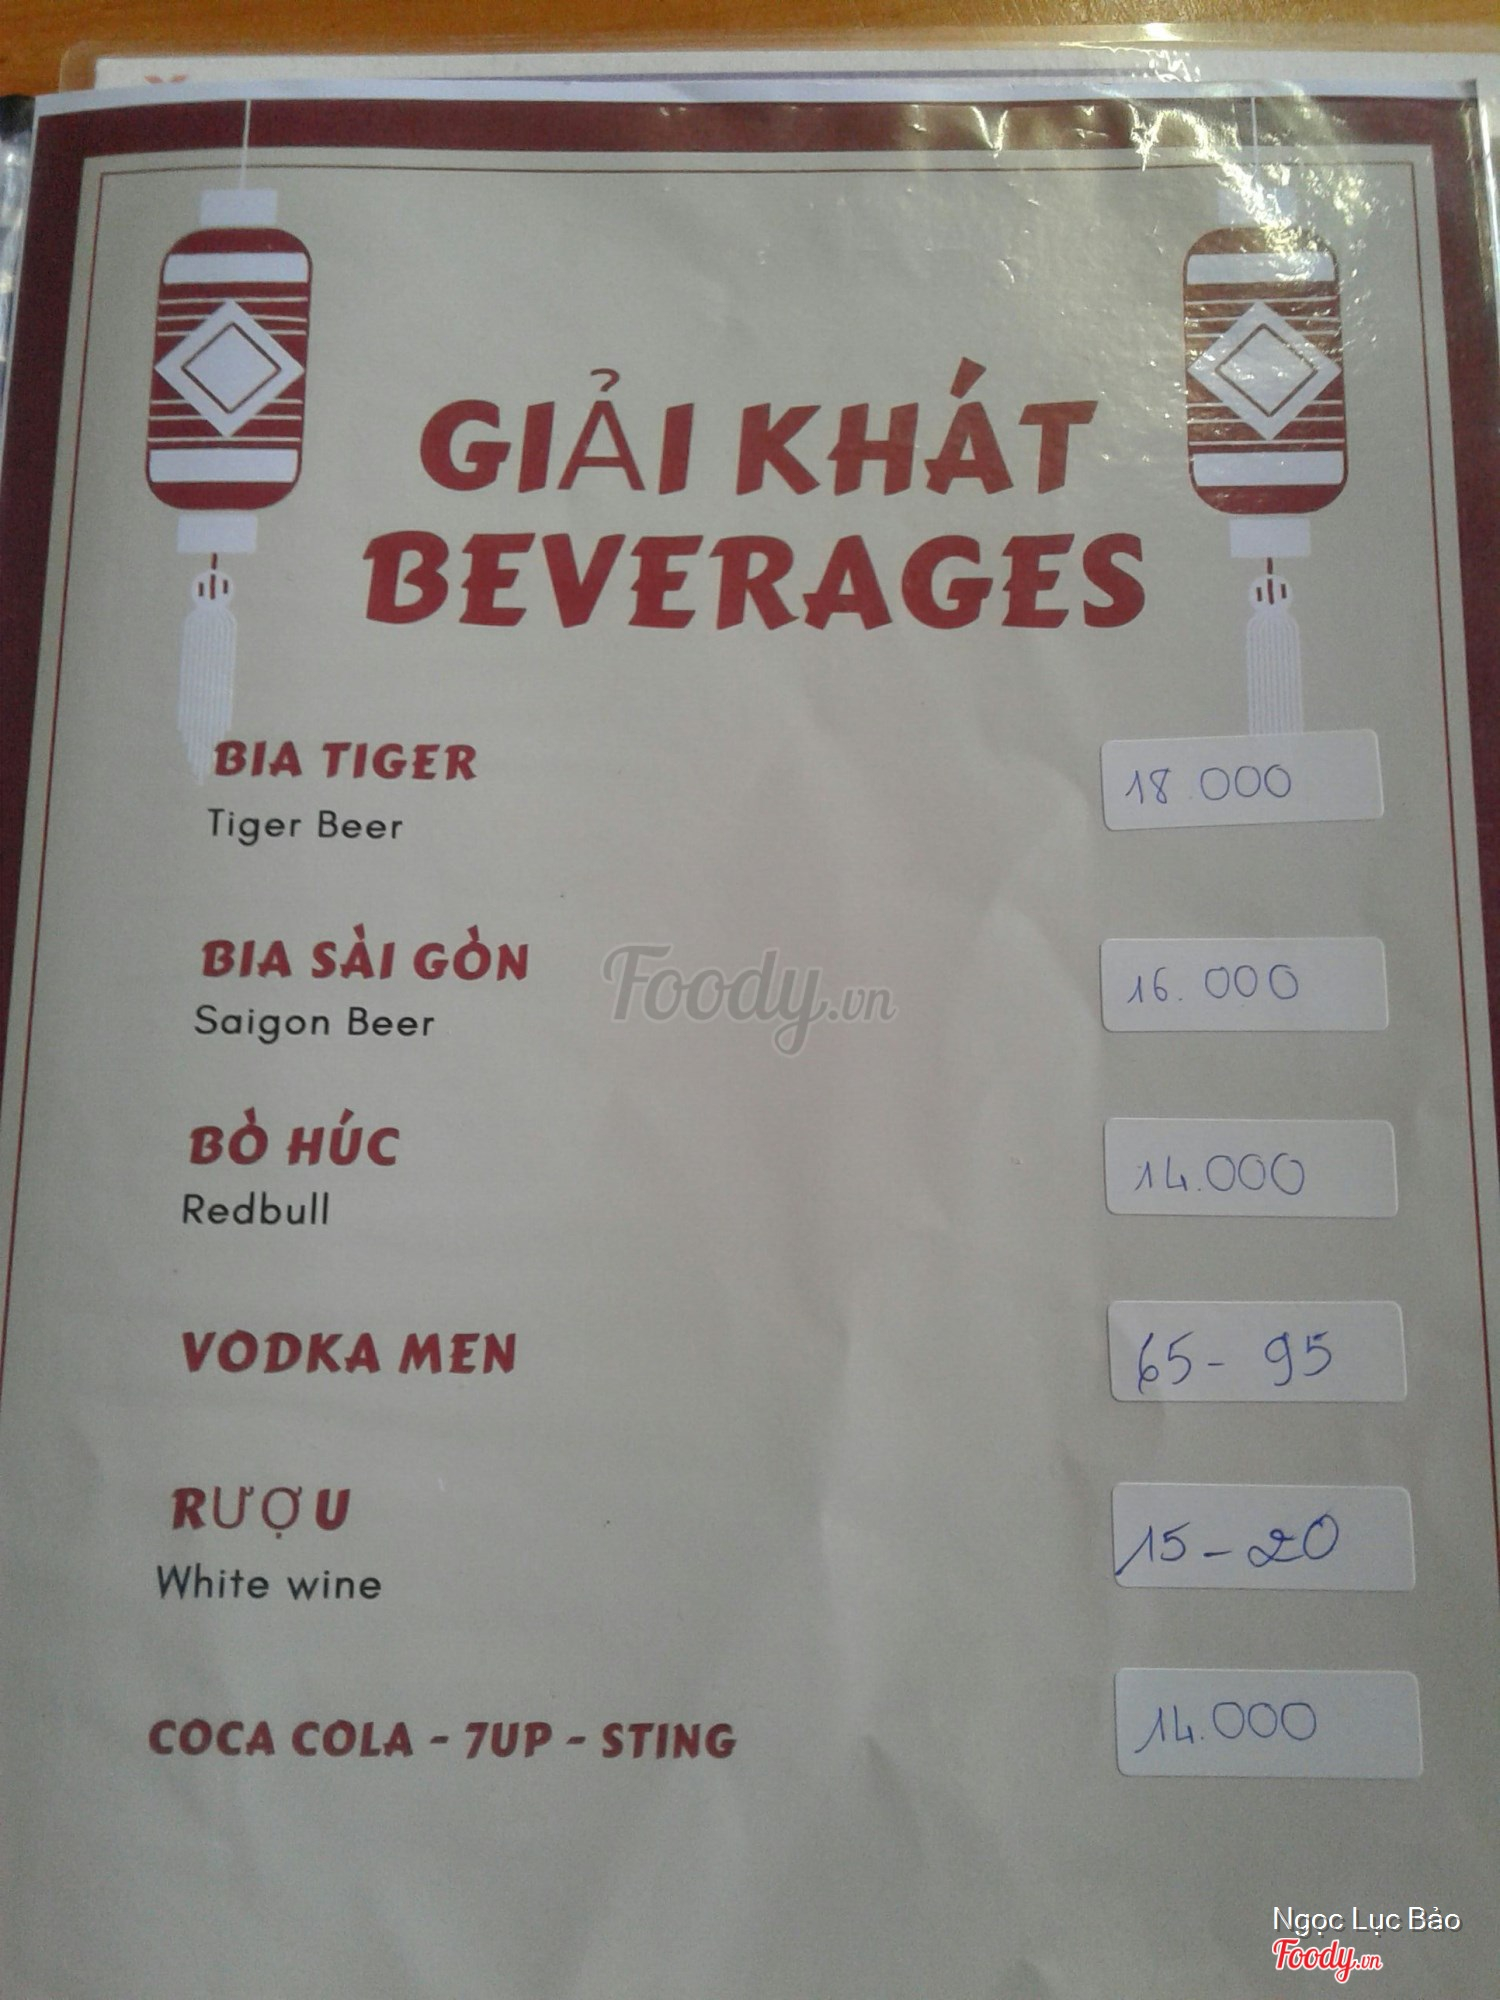 GIẢI KHÁT
BEVERAGES
BIA TIGER 18.000
Tiger Beer
BIA SÀI GÒN 16.000
Saigon Beer
BÒ HÚC 14.000
Redbull
VODKA MEN 65- 95
RƯỢU 15-20
White wine
COCA COLA - 7UP - STING 14.000
Foody.vn
Ngọc Lục Bảo
Foody.vn